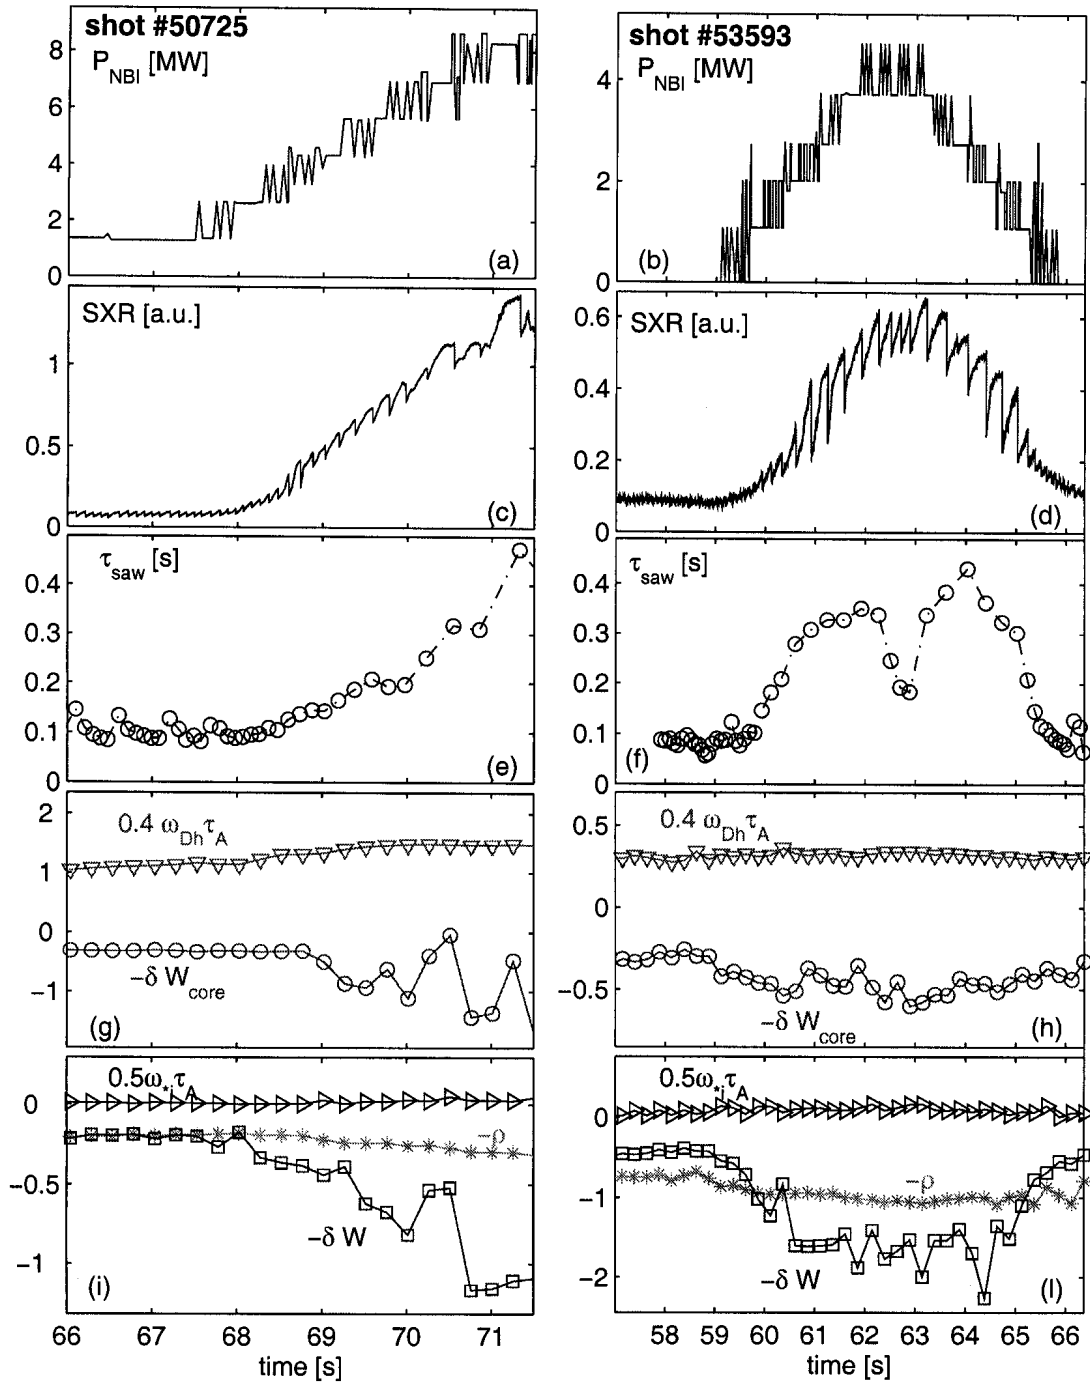 shot #50725
P_NBI [MW]
8
6
4
2
0
(a)
SXR [a.u.]
1
0.5
0
(c)
τ_saw [s]
0.4
0.3
0.2
0.1
0
(e)
2
1
0
−1
0.4 ω_Dh τ_A
−δ W_core
(g)
0
−0.5
−1
0.5ω_*i τ_A
−ρ
−δ W
(i)
66 67 68 69 70 71
time [s]
shot #53593
P_NBI [MW]
4
2
0
(b)
SXR [a.u.]
0.6
0.4
0.2
0
(d)
τ_saw [s]
0.4
0.3
0.2
0.1
0
(f)
0.5
0
−0.5
0.4 ω_Dh τ_A
−δ W_core
(h)
0
−1
−2
0.5ω_*i τ_A
−ρ
−δ W
(l)
58 59 60 61 62 63 64 65 66
time [s]